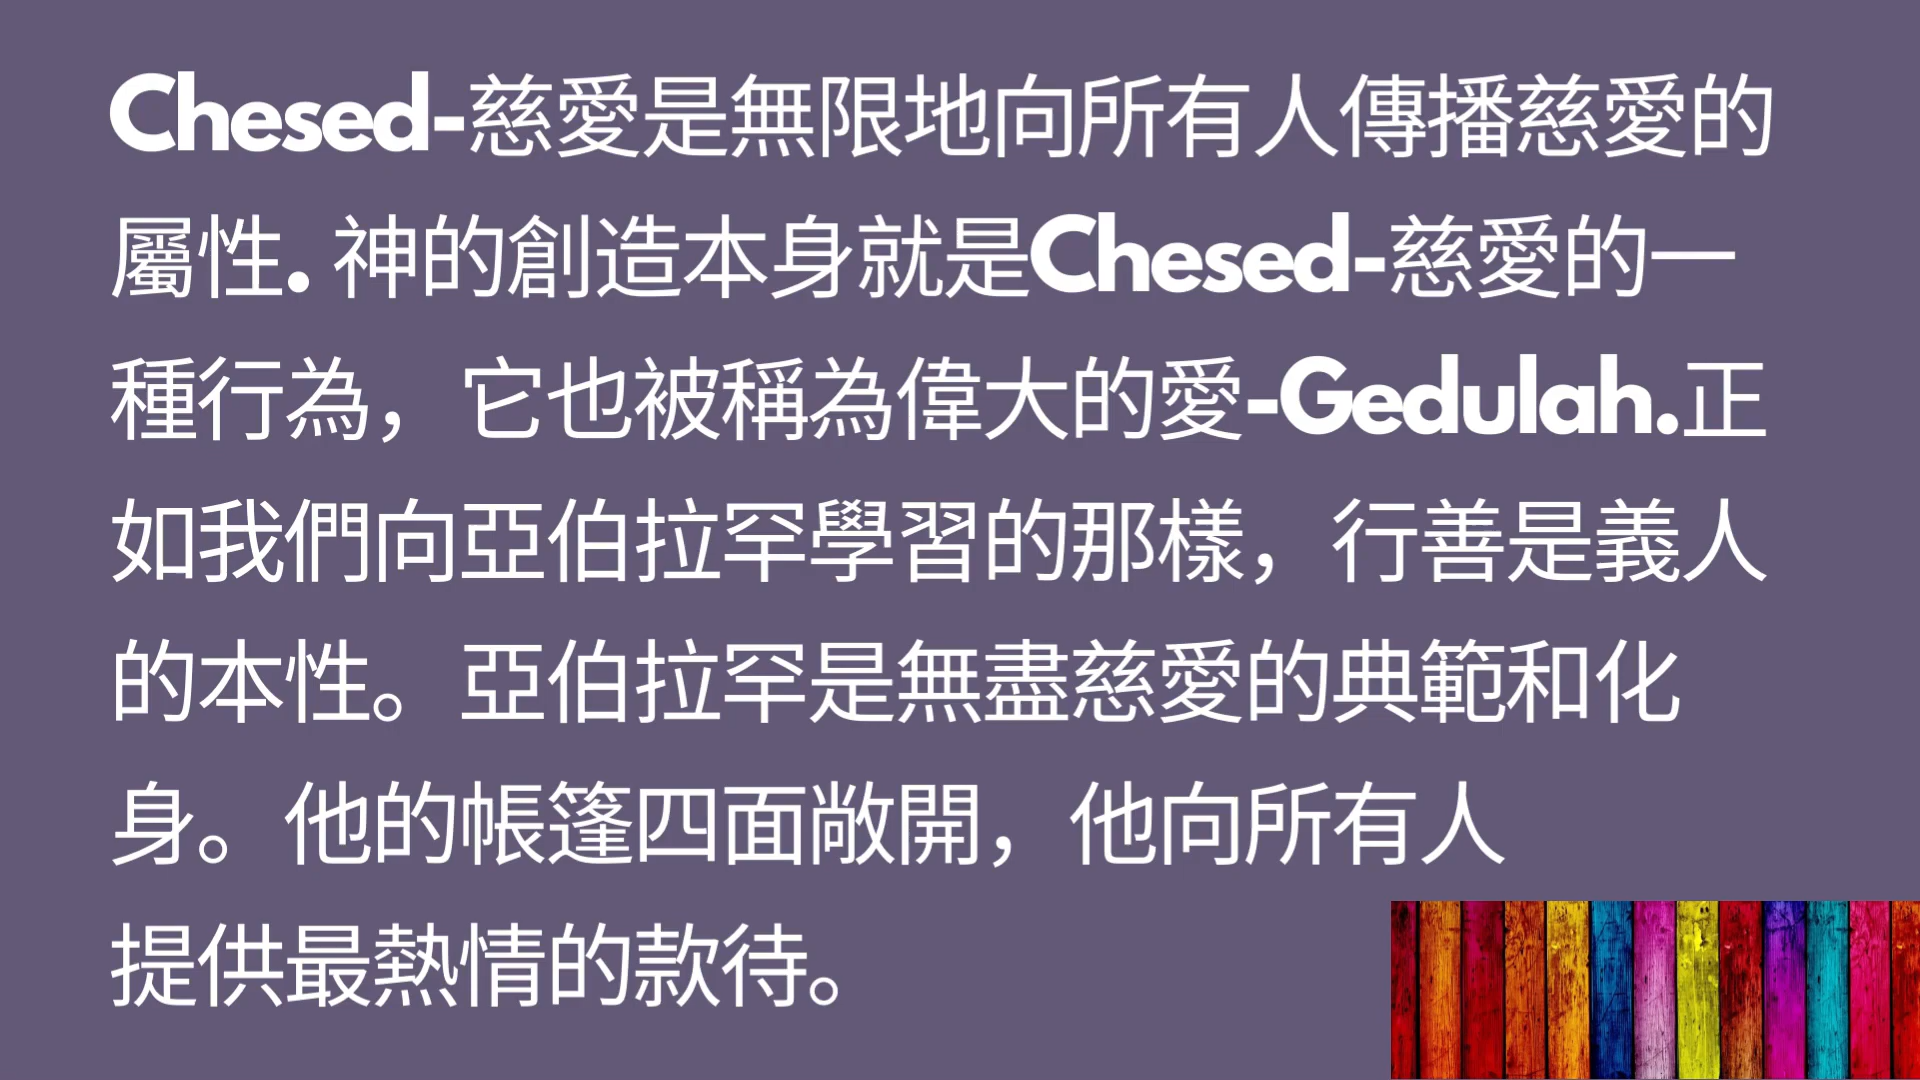 Chesed-慈愛是無限地向所有人傳播慈愛的
屬性. 神的創造本身就是Chesed-慈愛的一
種行為，它也被稱為偉大的愛-Gedulah.正
如我們向亞伯拉罕學習的那樣，行善是義人
的本性。亞伯拉罕是無盡慈愛的典範和化
身。他的帳篷四面敞開，他向所有人
提供最熱情的款待。